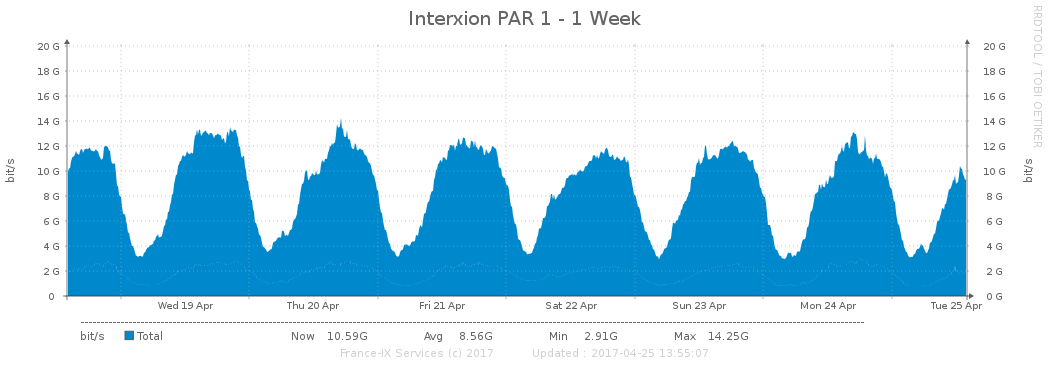 Interxion PAR 1 - 1 Week
RRDTOOL / TOBI OETIKER
20 G 20 G
18 G 18 G
16 G 16 G
14 G 14 G
12 G 12 G
10 G 10 G
8 G 8 G
6 G 6 G
4 G 4 G
2 G 2 G
0 0 G
bit/s
bit/s
Wed 19 Apr Thu 20 Apr Fri 21 Apr Sat 22 Apr Sun 23 Apr Mon 24 Apr Tue 25 Apr
bit/s Total Now 10.59G Avg 8.56G Min 2.91G Max 14.25G
France-IX Services (c) 2017 Updated : 2017-04-25 13:55:07